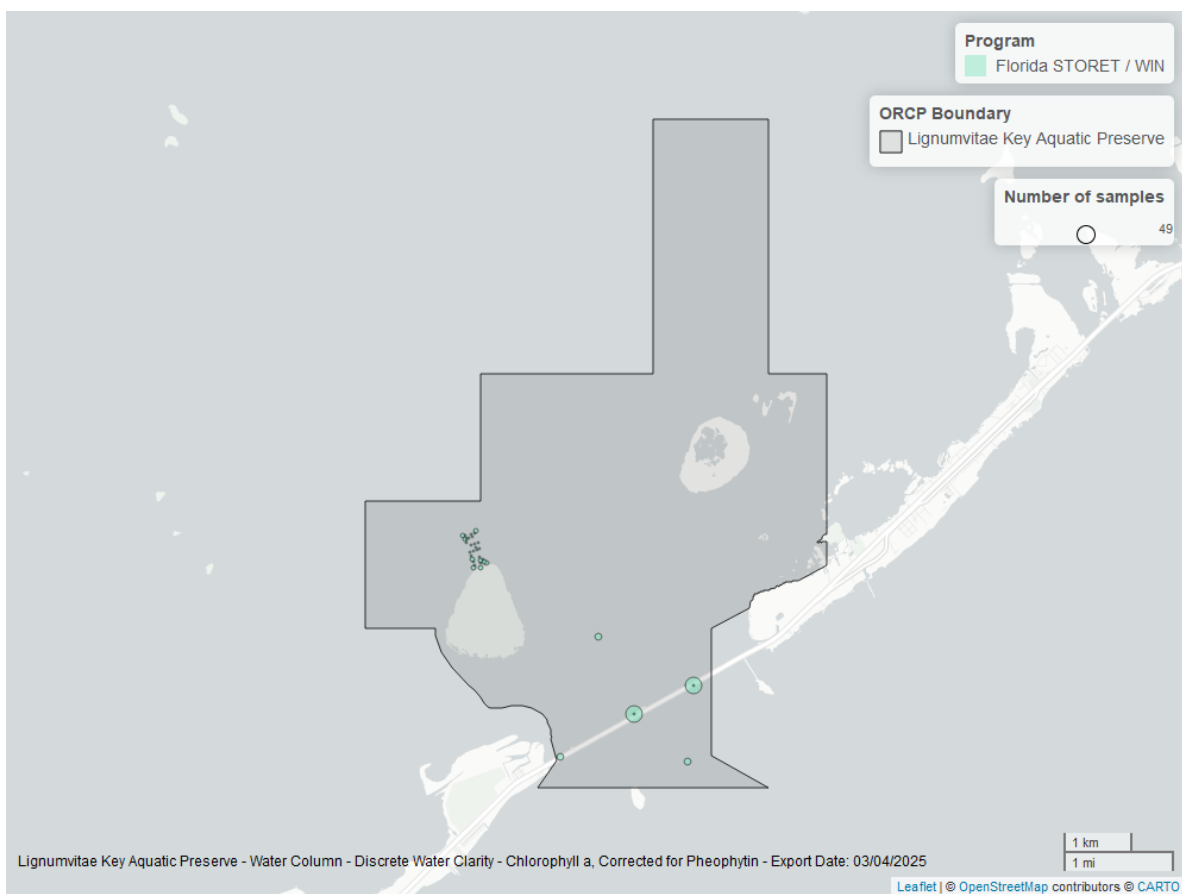 Program
Florida STORET / WIN
ORCP Boundary
Lignumvitae Key Aquatic Preserve
Number of samples
49
1 km
1 mi
Lignumvitae Key Aquatic Preserve - Water Column - Discrete Water Clarity - Chlorophyll a, Corrected for Pheophytin - Export Date: 03/04/2025
Leaflet | © OpenStreetMap contributors © CARTO